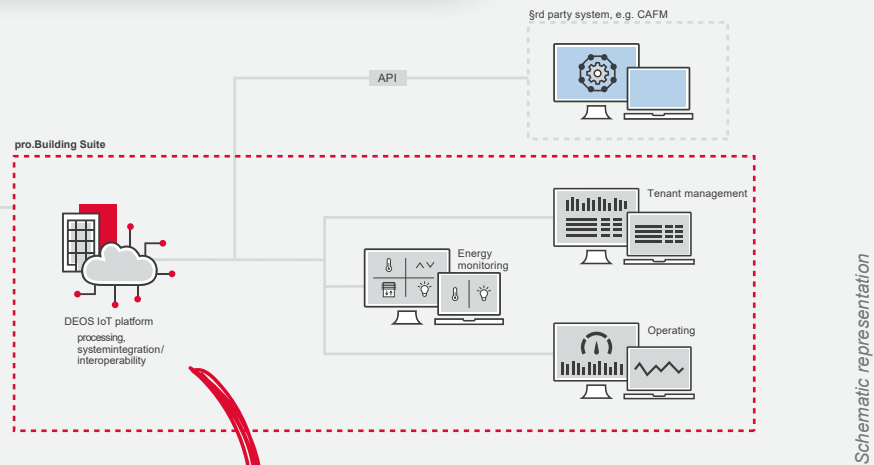 §rd party system, e.g. CAFM
API
pro.Building Suite
Tenant management
Energy
monitoring
DEOS IoT platform
processing,
systemintegration/
interoperability
Operating
Schematic representation